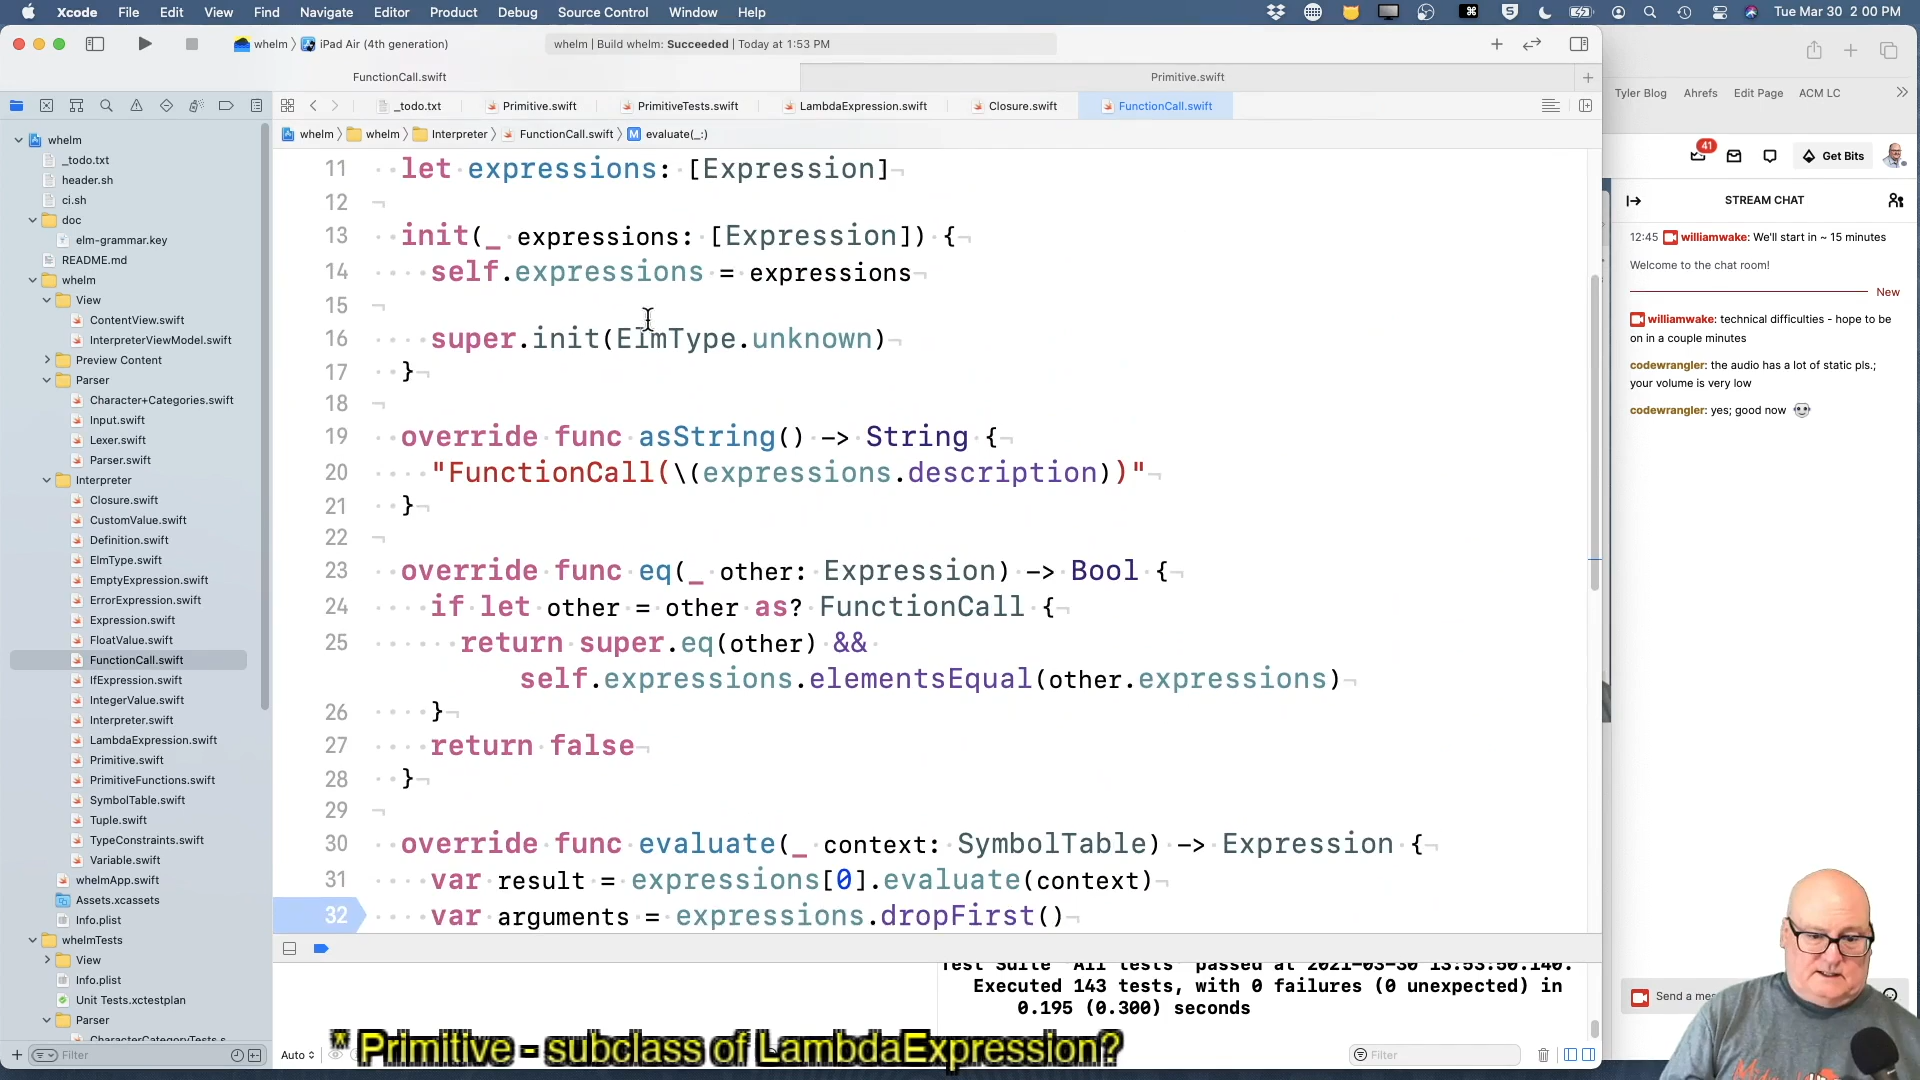 Xcode File Edit View Find Navigate Editor Product Debug Source Control Window Help
Tue Mar 30 2:00 PM
whelm iPad Air (4th generation)
whelm | Build whelm: Succeeded | Today at 1:53 PM
FunctionCall.swift
Primitive.swift
_todo.txt Primitive.swift PrimitiveTests.swift LambdaExpression.swift Closure.swift FunctionCall.swift
whelm whelm Interpreter FunctionCall.swift M evaluate(_:)
whelm
_todo.txt
header.sh
ci.sh
doc
elm-grammar.key
README.md
whelm
View
ContentView.swift
InterpreterViewModel.swift
Preview Content
Parser
Character+Categories.swift
Input.swift
Lexer.swift
Parser.swift
Interpreter
Closure.swift
CustomValue.swift
Definition.swift
ElmType.swift
EmptyExpression.swift
ErrorExpression.swift
Expression.swift
FloatValue.swift
FunctionCall.swift
IfExpression.swift
IntegerValue.swift
Interpreter.swift
LambdaExpression.swift
Primitive.swift
PrimitiveFunctions.swift
SymbolTable.swift
Tuple.swift
TypeConstraints.swift
Variable.swift
whelmApp.swift
Assets.xcassets
Info.plist
whelmTests
View
Info.plist
Unit Tests.xctestplan
Parser
CharacterCategoryTests.s
Filter
11 let expressions: [Expression]
12
13 init(_ expressions: [Expression]) {
14 self.expressions = expressions
15
16 super.init(ElmType.unknown)
17 }
18
19 override func asString() -> String {
20 "FunctionCall(\(expressions.description))"
21 }
22
23 override func eq(_ other: Expression) -> Bool {
24 if let other = other as? FunctionCall {
25 return super.eq(other) &&
self.expressions.elementsEqual(other.expressions)
26 }
27 return false
28 }
29
30 override func evaluate(_ context: SymbolTable) -> Expression {
31 var result = expressions[0].evaluate(context)
32 var arguments = expressions.dropFirst()
Test Suite 'All tests' passed at 2021-03-30 13:53:50.140.
Executed 143 tests, with 0 failures (0 unexpected) in
0.195 (0.300) seconds
Auto
Filter
* Primitive - subclass of LambdaExpression?
Tyler Blog Ahrefs Edit Page ACM LC
41
Get Bits
STREAM CHAT
12:45 williamwake: We'll start in ~ 15 minutes
Welcome to the chat room!
New
williamwake: technical difficulties - hope to be
on in a couple minutes
codewrangler: the audio has a lot of static pls.;
your volume is very low
codewrangler: yes; good now
Send a mes